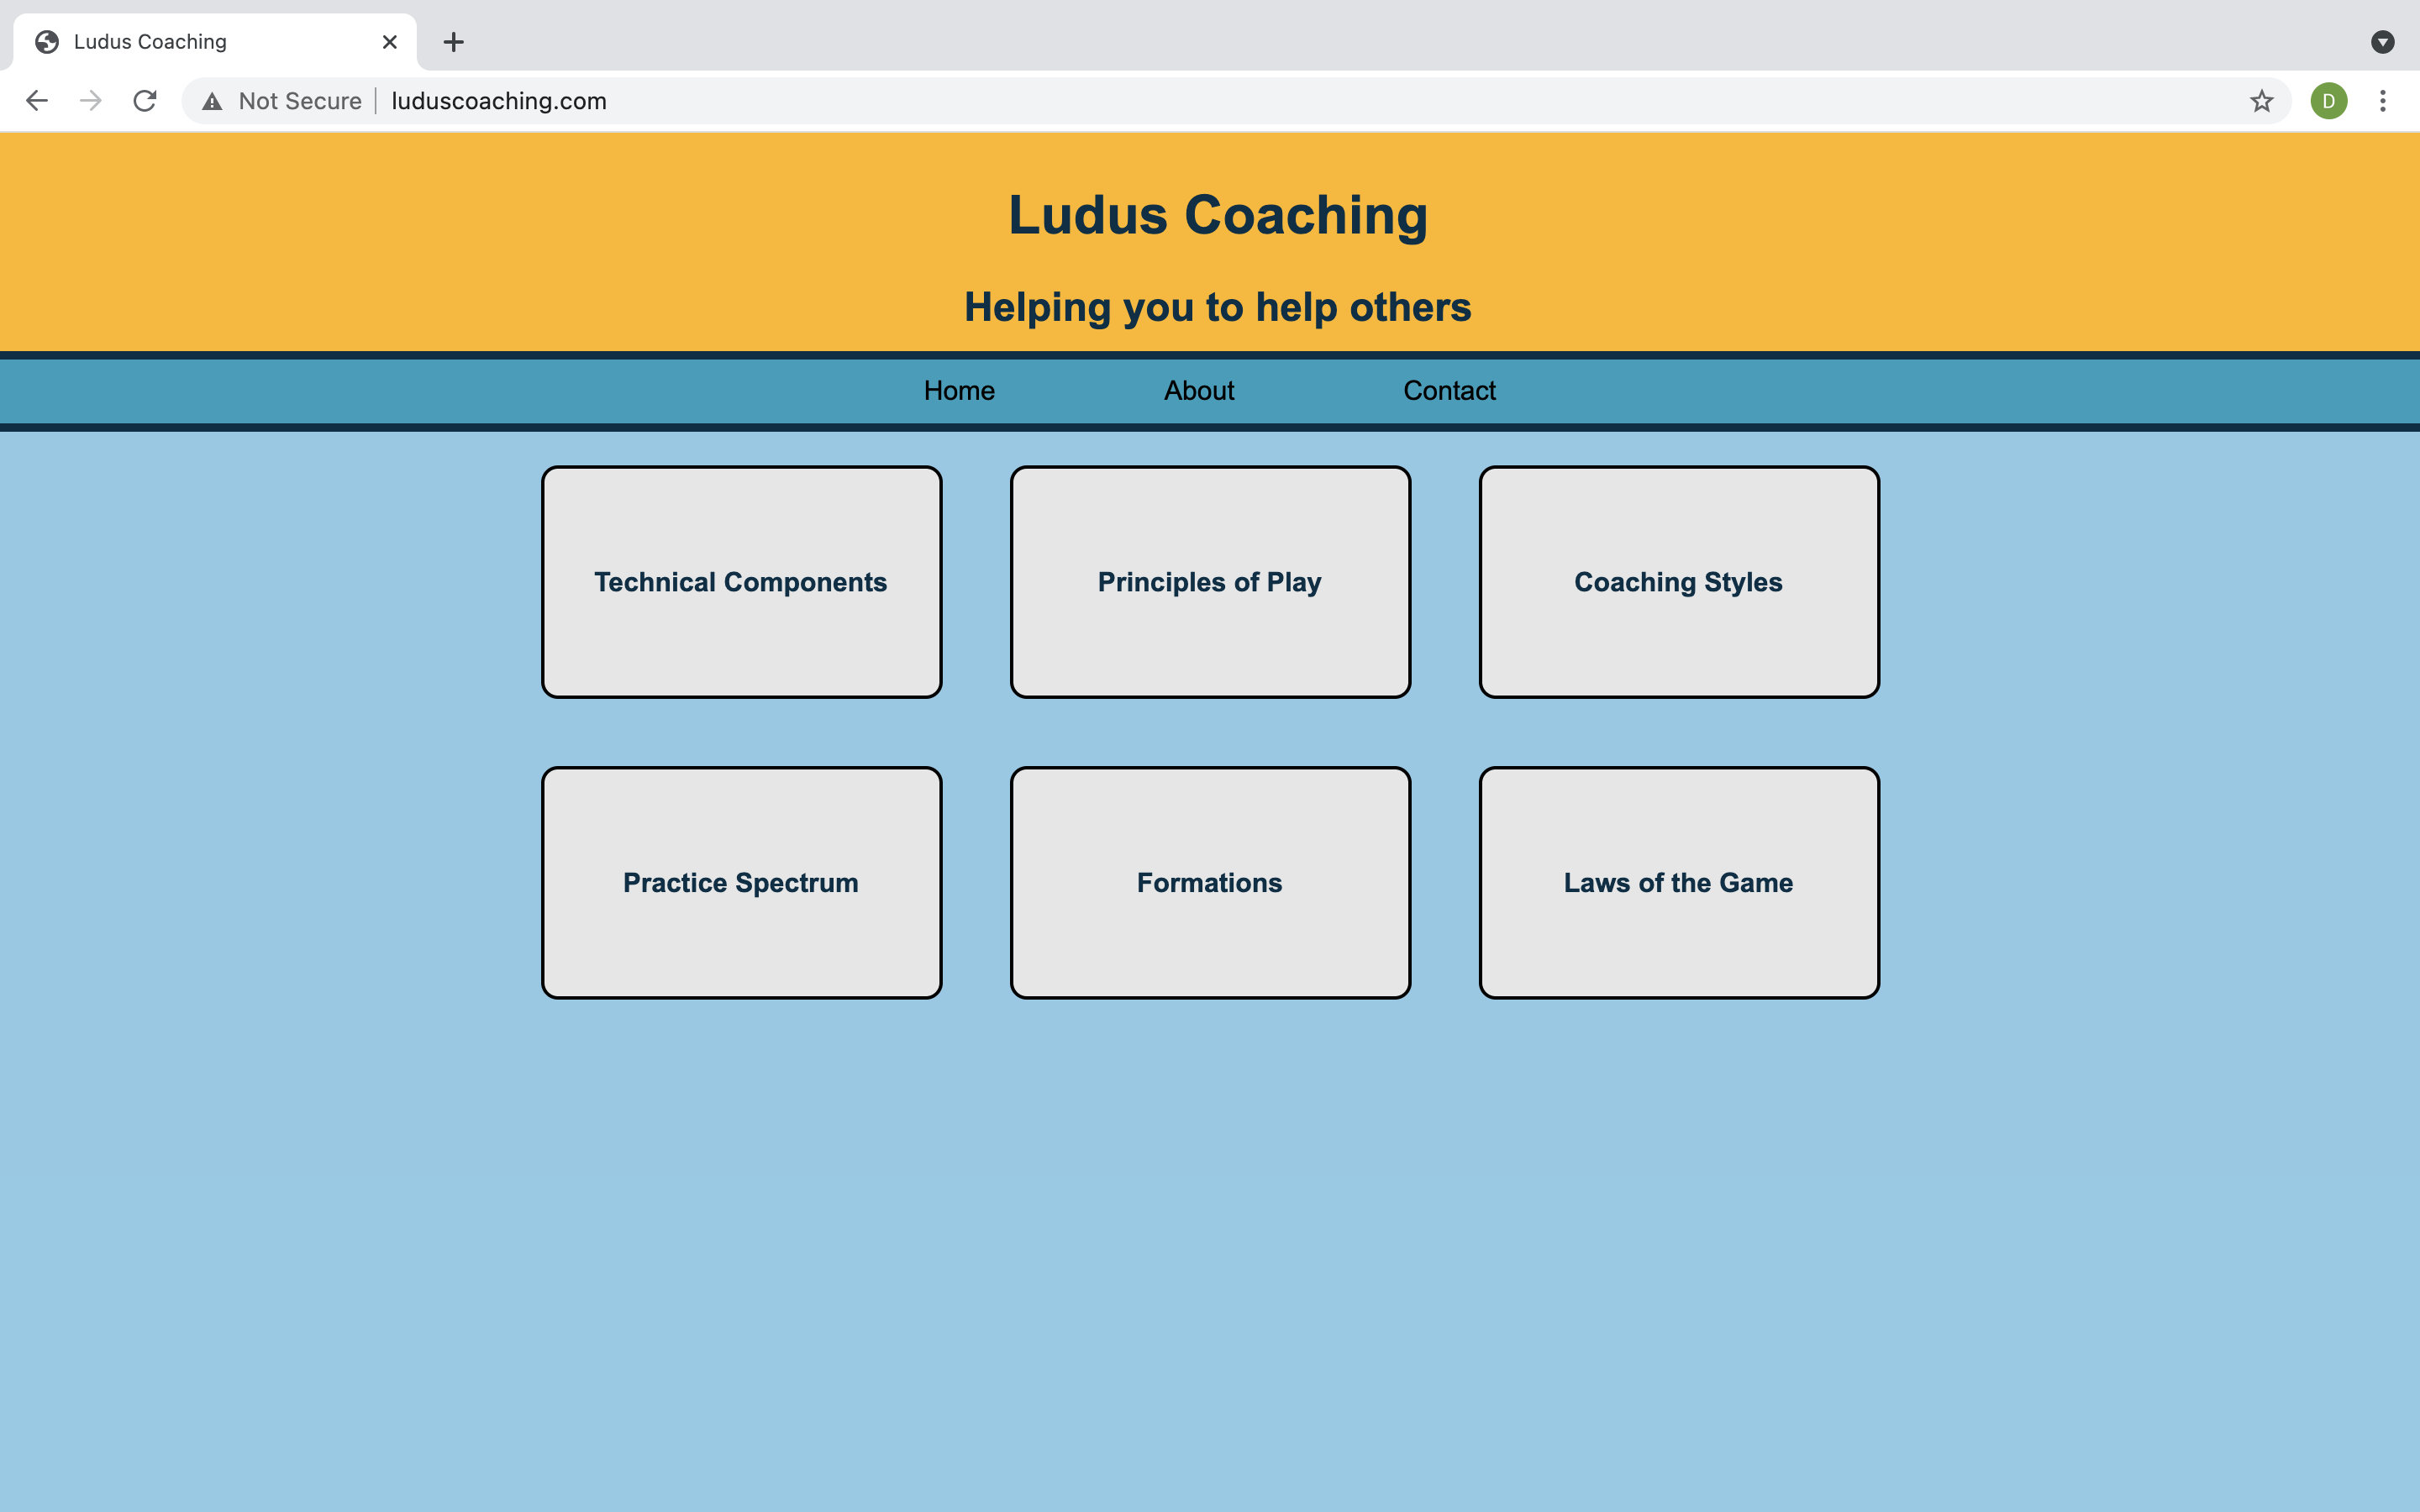 Ludus Coaching
Not Secure luduscoaching.com
D
Ludus Coaching
Helping you to help others
Home About Contact
Technical Components Principles of Play Coaching Styles
Practice Spectrum Formations Laws of the Game